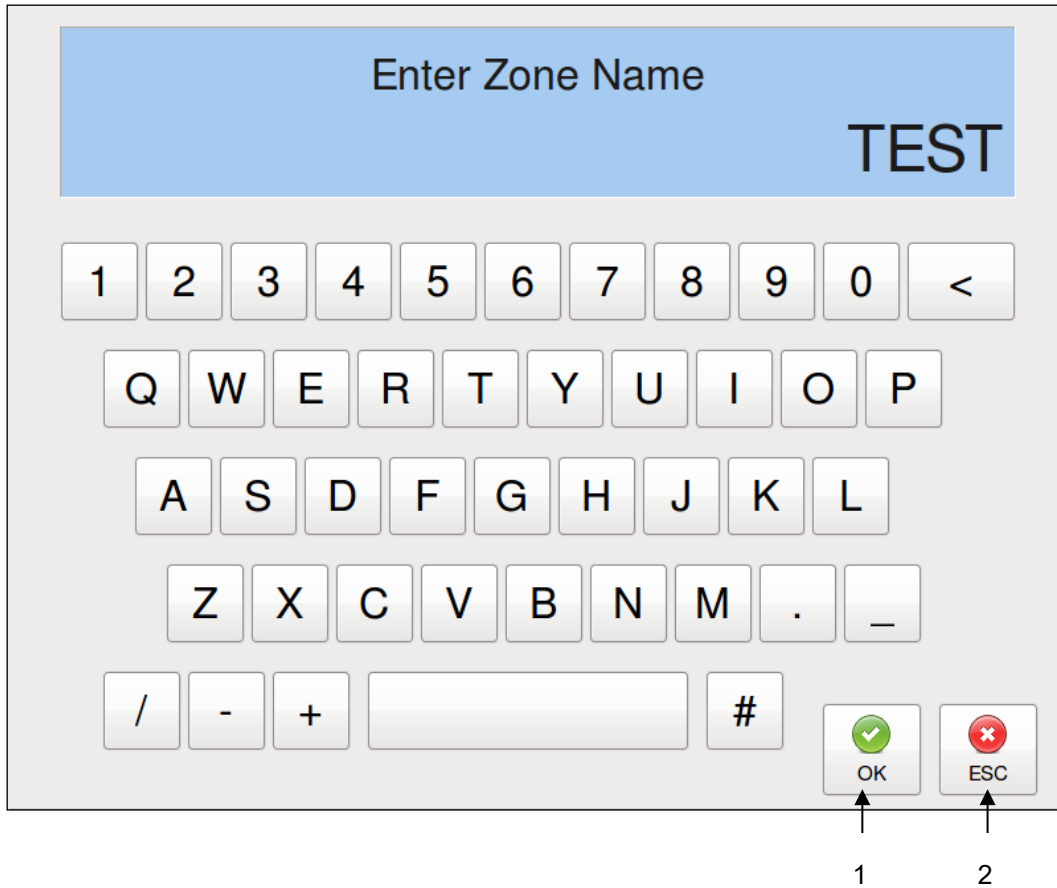 Enter Zone Name
TEST
1 2 3 4 5 6 7 8 9 0 <
Q W E R T Y U I O P
A S D F G H J K L
Z X C V B N M . _
/ - + #
OK ESC
1 2